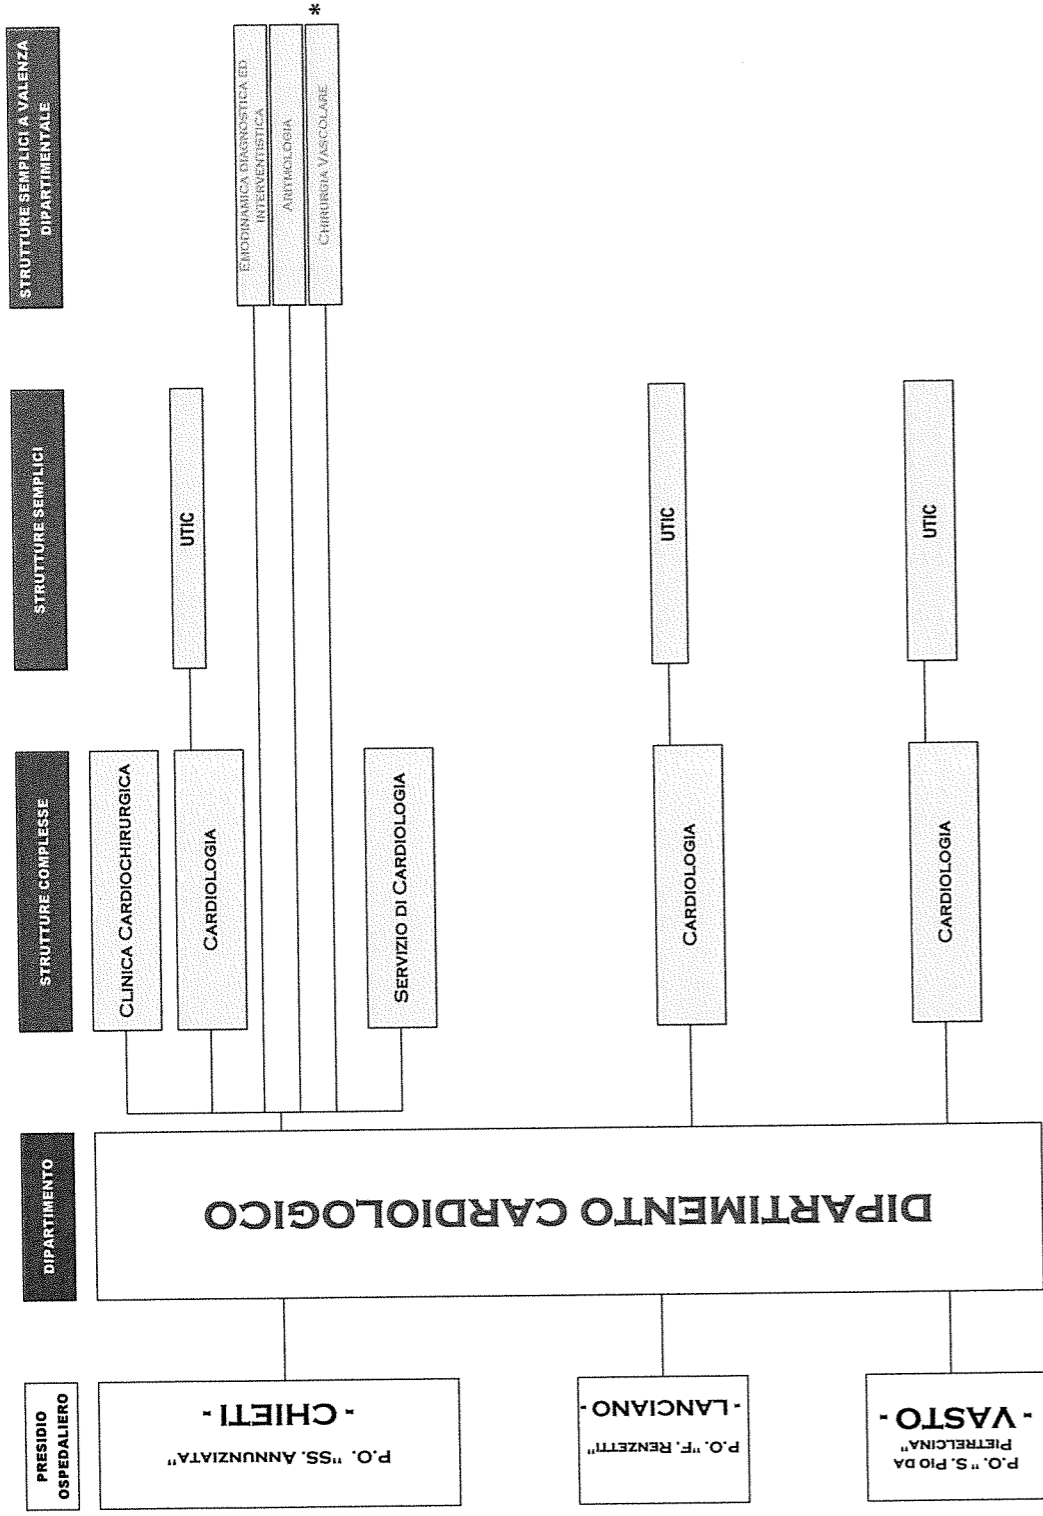 PRESIDIO
OSPEDALIERO
DIPARTIMENTO
STRUTTURE COMPLESSE
STRUTTURE SEMPLICI
STRUTTURE SEMPLICI A VALENZA
DIPARTIMENTALE
P.O. "SS. ANNUNZIATA"
- CHIETI -
DIPARTIMENTO CARDIOLOGICO
CLINICA CARDIOCHIRURGICA
CARDIOLOGIA
UTIC
EMODINAMICA DIAGNOSTICA ED
INTERVENTISTICA
ARITMOLOGIA
CHIRURGIA VASCOLARE
*
SERVIZIO DI CARDIOLOGIA
P.O. "F. RENZETTI"
- LANCIANO -
CARDIOLOGIA
UTIC
P.O. "S. PIO DA
PIETRELCINA"
- VASTO -
CARDIOLOGIA
UTIC